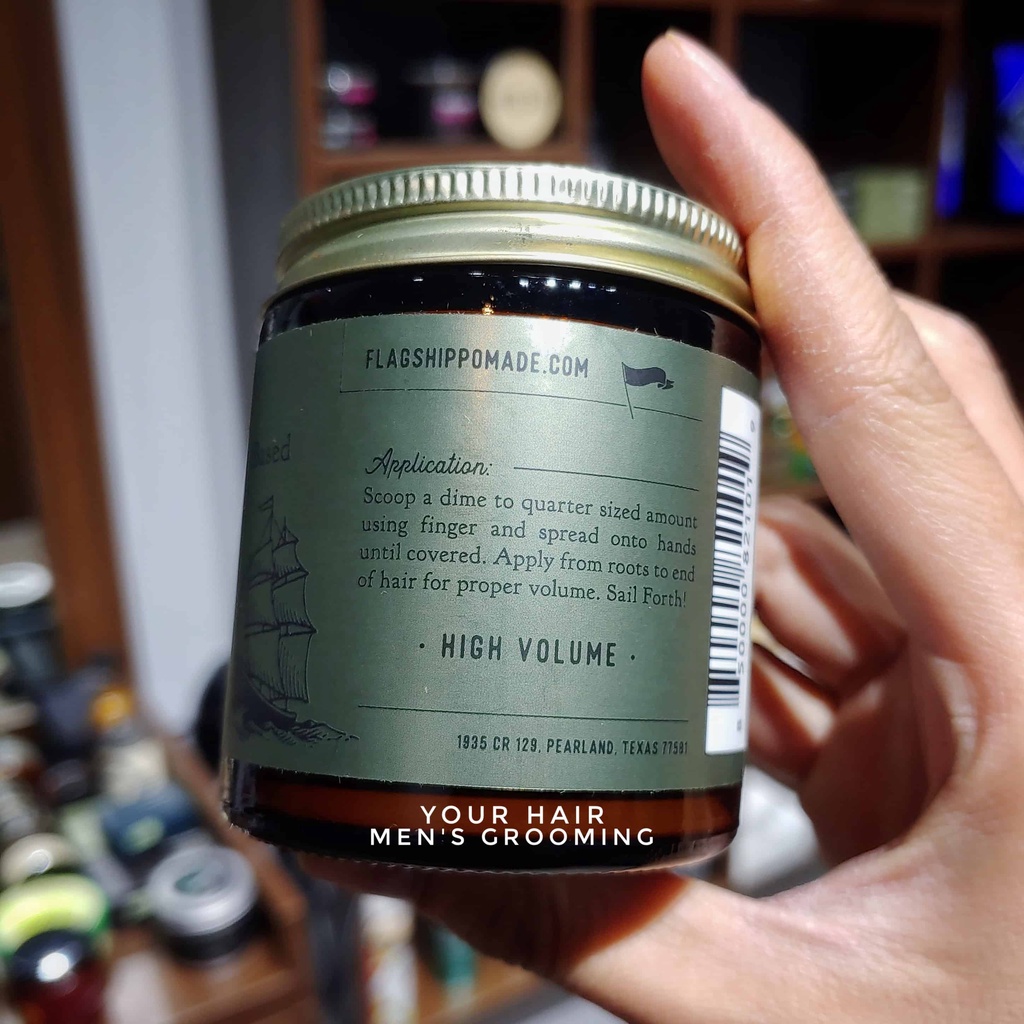 FLAGSHIPPOMADE.COM
Application:
Scoop a dime to quarter sized amount
using finger and spread onto hands
until covered. Apply from roots to end
of hair for proper volume. Sail Forth!
· HIGH VOLUME ·
1935 CR 129, PEARLAND, TEXAS 77581
YOUR HAIR
MEN'S GROOMING